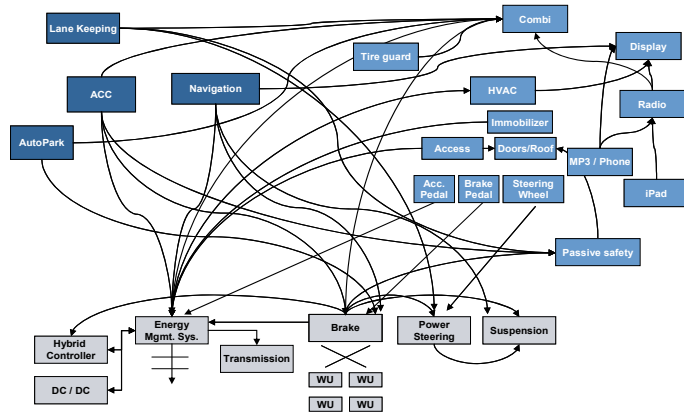 Combi
Lane Keeping
Display
Tire guard
ACC
Navigation
HVAC
Radio
Immobilizer
AutoPark
Access
Doors/Roof
MP3 / Phone
Acc.
Pedal
Brake
Pedal
Steering
Wheel
iPad
Passive safety
Energy
Mgmt. Sys.
Brake
Power
Steering
Suspension
Hybrid
Controller
Transmission
DC / DC
WU
WU
WU
WU